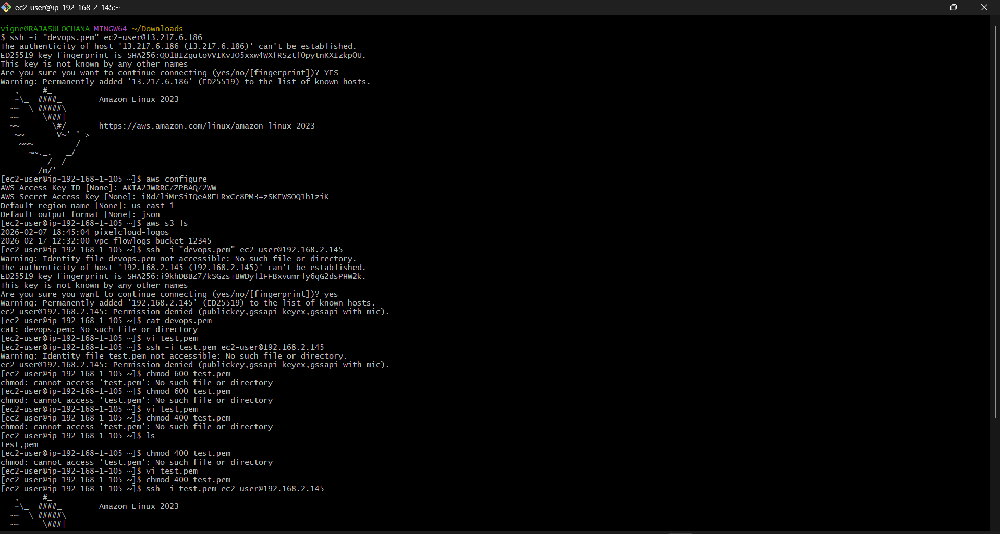 ec2-user@ip-192-168-2-145:~
vigne@RAJASULOCHANA MINGW64 ~/Downloads
$ ssh -i "devops.pem" ec2-user@13.217.6.186
The authenticity of host '13.217.6.186 (13.217.6.186)' can't be established.
ED25519 key fingerprint is SHA256:QO1BIZgutoVVIKvJO5xxw4WXfRSztfOpytnKXIzkpOU.
This key is not known by any other names
Are you sure you want to continue connecting (yes/no/[fingerprint])? YES
Warning: Permanently added '13.217.6.186' (ED25519) to the list of known hosts.
   ,     #_
   ~\_  ####_        Amazon Linux 2023
  ~~  \_#####\
  ~~     \###|
  ~~       \#/ ___   https://aws.amazon.com/linux/amazon-linux-2023
   ~~       V~' '->
    ~~~         /
      ~~._.   _/
         _/ _/
       _/m/'
[ec2-user@ip-192-168-1-105 ~]$ aws configure
AWS Access Key ID [None]: AKIA2JWRRC7ZPBAQ72WW
AWS Secret Access Key [None]: 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
Default region name [None]: us-east-1
Default output format [None]: json
[ec2-user@ip-192-168-1-105 ~]$ aws s3 ls
2026-02-07 18:45:04 pixelcloud-logos
2026-02-17 12:32:00 vpc-flowlogs-bucket-12345
[ec2-user@ip-192-168-1-105 ~]$ ssh -i "devops.pem" ec2-user@192.168.2.145
Warning: Identity file devops.pem not accessible: No such file or directory.
The authenticity of host '192.168.2.145 (192.168.2.145)' can't be established.
ED25519 key fingerprint is SHA256:i9khDBBZ7/kSGzs+BWDyl1FFBxvumrly6qG2dsPHW2k.
This key is not known by any other names
Are you sure you want to continue connecting (yes/no/[fingerprint])? yes
Warning: Permanently added '192.168.2.145' (ED25519) to the list of known hosts.
ec2-user@192.168.2.145: Permission denied (publickey,gssapi-keyex,gssapi-with-mic).
[ec2-user@ip-192-168-1-105 ~]$ cat devops.pem
cat: devops.pem: No such file or directory
[ec2-user@ip-192-168-1-105 ~]$ vi test,pem
[ec2-user@ip-192-168-1-105 ~]$ ssh -i test.pem ec2-user@192.168.2.145
Warning: Identity file test.pem not accessible: No such file or directory.
ec2-user@192.168.2.145: Permission denied (publickey,gssapi-keyex,gssapi-with-mic).
[ec2-user@ip-192-168-1-105 ~]$ chmod 600 test.pem
chmod: cannot access 'test.pem': No such file or directory
[ec2-user@ip-192-168-1-105 ~]$ chmod 600 test.pem
chmod: cannot access 'test.pem': No such file or directory
[ec2-user@ip-192-168-1-105 ~]$ vi test,pem
[ec2-user@ip-192-168-1-105 ~]$ chmod 400 test.pem
chmod: cannot access 'test.pem': No such file or directory
[ec2-user@ip-192-168-1-105 ~]$ ls
test,pem
[ec2-user@ip-192-168-1-105 ~]$ chmod 400 test.pem
chmod: cannot access 'test.pem': No such file or directory
[ec2-user@ip-192-168-1-105 ~]$ vi test.pem
[ec2-user@ip-192-168-1-105 ~]$ chmod 400 test.pem
[ec2-user@ip-192-168-1-105 ~]$ ssh -i test.pem ec2-user@192.168.2.145
   ,     #_
   ~\_  ####_        Amazon Linux 2023
  ~~  \_#####\
  ~~     \###|